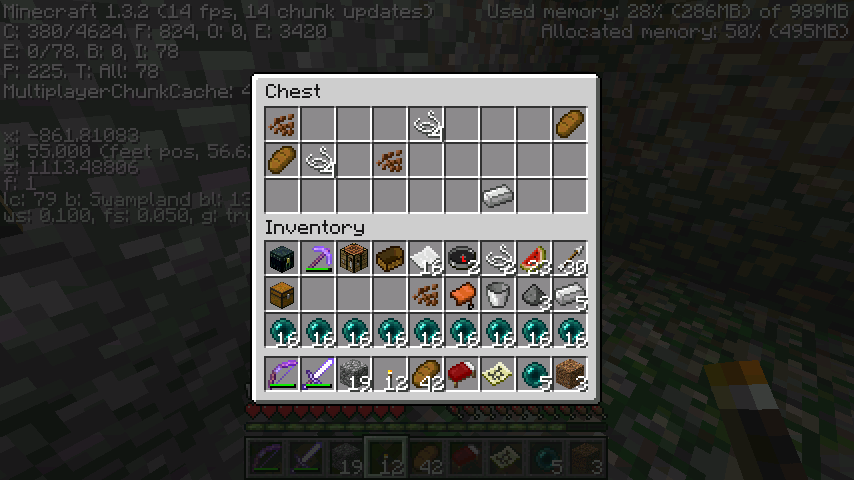 Minecraft 1.3.2 (14 fps, 14 chunk updates)
Used memory: 28% (286MB) of 989MB
C: 380/4624, F: 824, O: 0, E: 3420
Allocated memory: 50% (495MB)
E: 0/78, B: 0, I: 78
P: 225, T: All: 78
MultiplayerChunkCache: 4
Chest
x: -861.81083
y: 55.000 (feet pos, 56.6
z: 1113.48806
f: 1
lc: 79 b: Swampland bl: 13
ws: 0.100, fs: 0.050, g: tru
Inventory
16 2 2 23 30
3 5
16 16 16 16 16 16 16 16 16
19 12 42 5 3
19 12 42 5 3